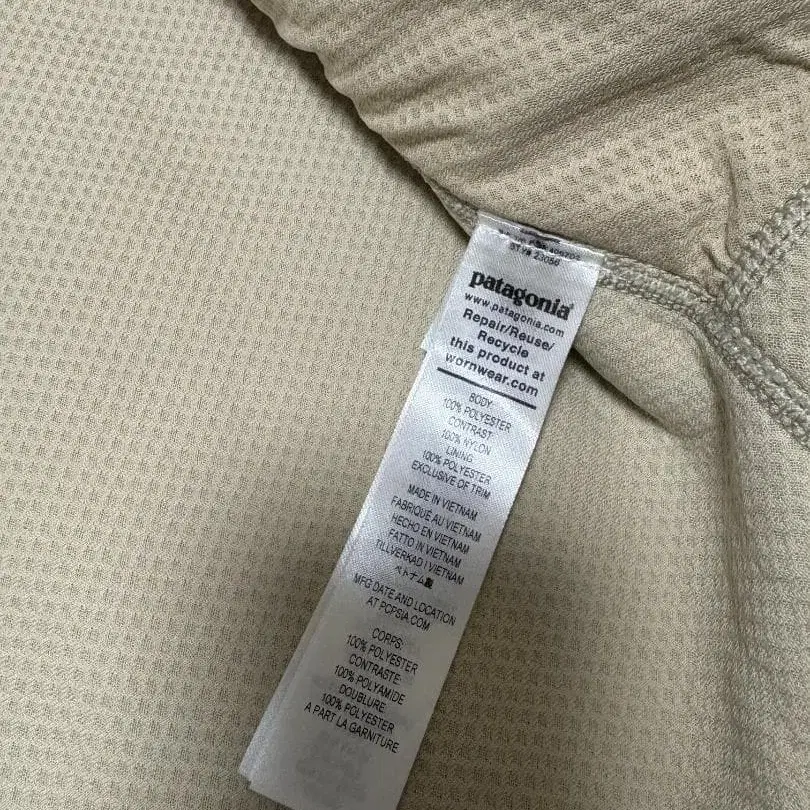 STY# 23056
patagonia®
www.patagonia.com
Repair/Reuse/
Recycle
this product at
wornwear.com
BODY:
100% POLYESTER
CONTRAST:
100% NYLON
LINING:
100% POLYESTER
EXCLUSIVE OF TRIM
MADE IN VIETNAM
FABRIQUÉ AU VIETNAM
HECHO EN VIETNAM
FATTO IN VIETNAM
TILLVERKAD I VIETNAM
ベトナム製
MFG DATE AND LOCATION
AT PCPSIA.COM
CORPS:
100% POLYESTER
CONTRASTE:
100% POLYAMIDE
DOUBLURE:
100% POLYESTER
A PART LA GARNITURE